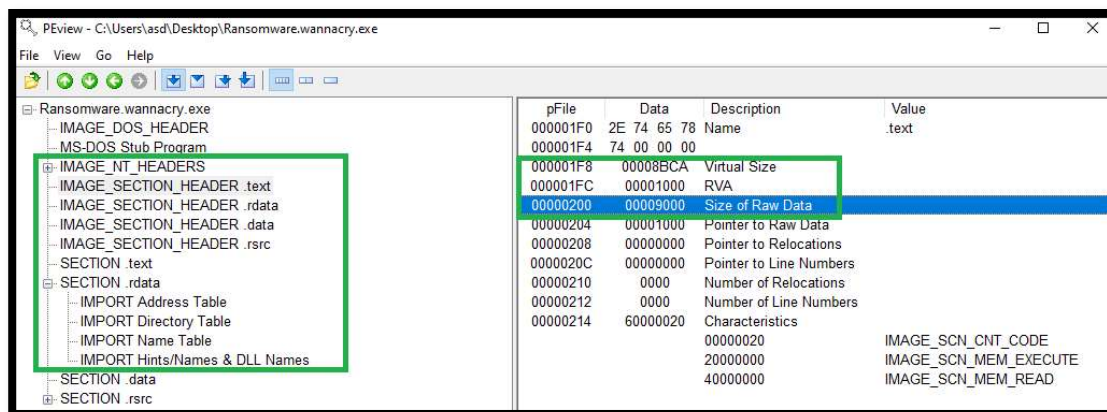 PEview - C:\Users\asd\Desktop\Ransomware.wannacry.exe
File View Go Help
Ransomware.wannacry.exe
IMAGE_DOS_HEADER
MS-DOS Stub Program
IMAGE_NT_HEADERS
IMAGE_SECTION_HEADER .text
IMAGE_SECTION_HEADER .rdata
IMAGE_SECTION_HEADER .data
IMAGE_SECTION_HEADER .rsrc
SECTION .text
SECTION .rdata
IMPORT Address Table
IMPORT Directory Table
IMPORT Name Table
IMPORT Hints/Names & DLL Names
SECTION .data
SECTION .rsrc
pFile Data Description Value
000001F0 2E 74 65 78 Name .text
000001F4 74 00 00 00
000001F8 00008BCA Virtual Size
000001FC 00001000 RVA
00000200 00009000 Size of Raw Data
00000204 00001000 Pointer to Raw Data
00000208 00000000 Pointer to Relocations
0000020C 00000000 Pointer to Line Numbers
00000210 0000 Number of Relocations
00000212 0000 Number of Line Numbers
00000214 60000020 Characteristics
00000020 IMAGE_SCN_CNT_CODE
20000000 IMAGE_SCN_MEM_EXECUTE
40000000 IMAGE_SCN_MEM_READ